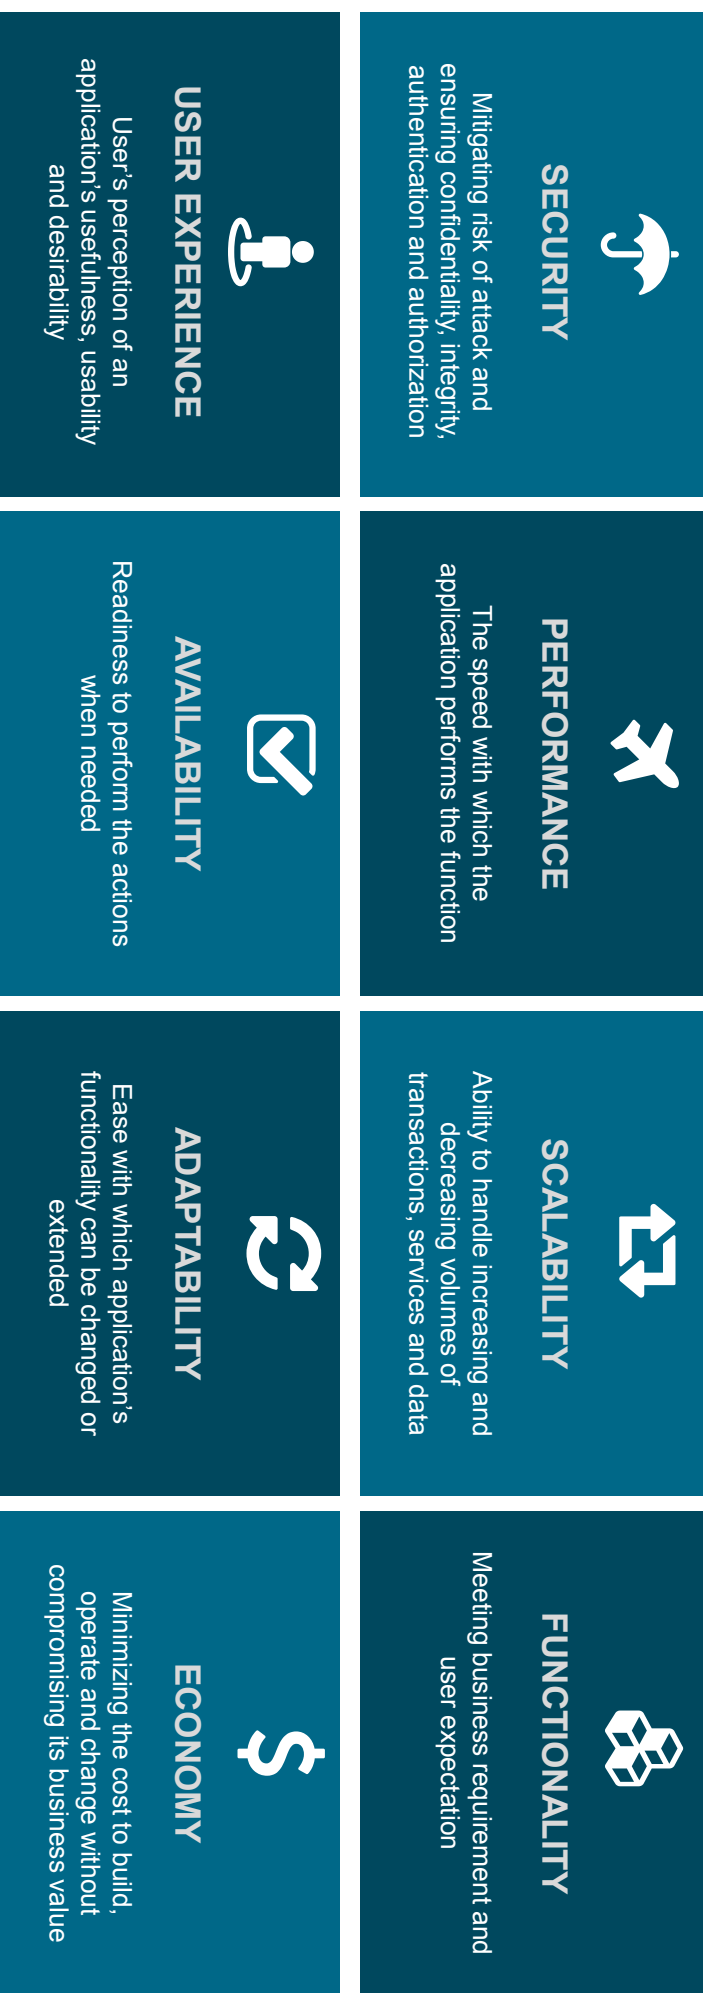 SECURITY
Mitigating risk of attack and
ensuring confidentiality, integrity,
authentication and authorization
PERFORMANCE
The speed with which the
application performs the function
SCALABILITY
Ability to handle increasing and
decreasing volumes of
transactions, services and data
FUNCTIONALITY
Meeting business requirement and
user expectation
USER EXPERIENCE
User's perception of an
application's usefulness, usability
and desirability
AVAILABILITY
Readiness to perform the actions
when needed
ADAPTABILITY
Ease with which application's
functionality can be changed or
extended
ECONOMY
Minimizing the cost to build,
operate and change without
compromising its business value